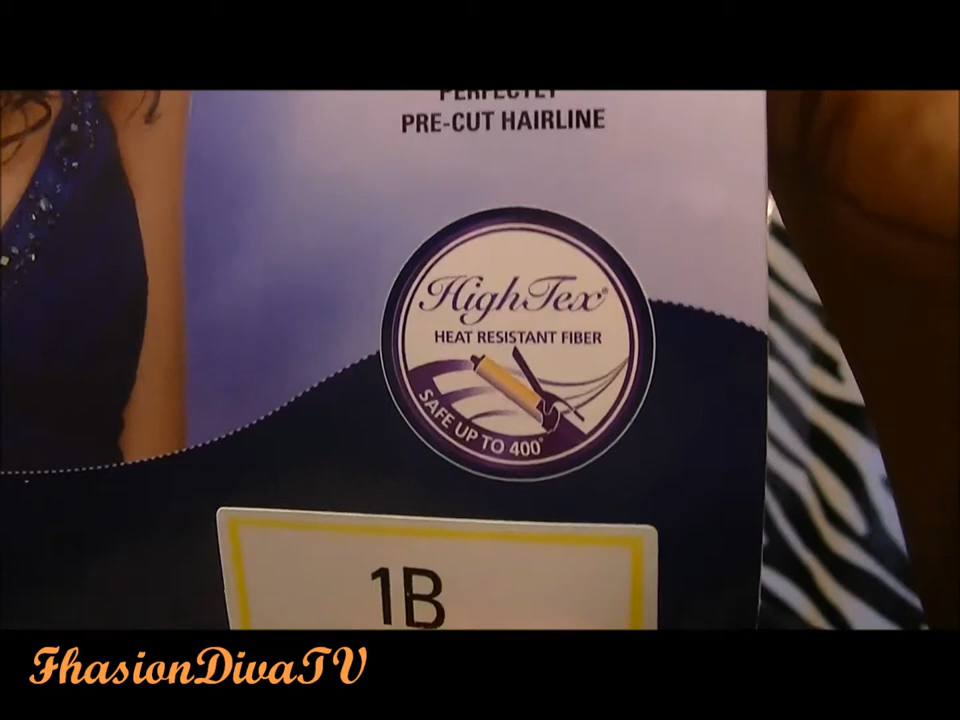 PERFECTLY
PRE-CUT HAIRLINE
HighTex®
HEAT RESISTANT FIBER
SAFE UP TO 400°
1B
FhasionDivaTV